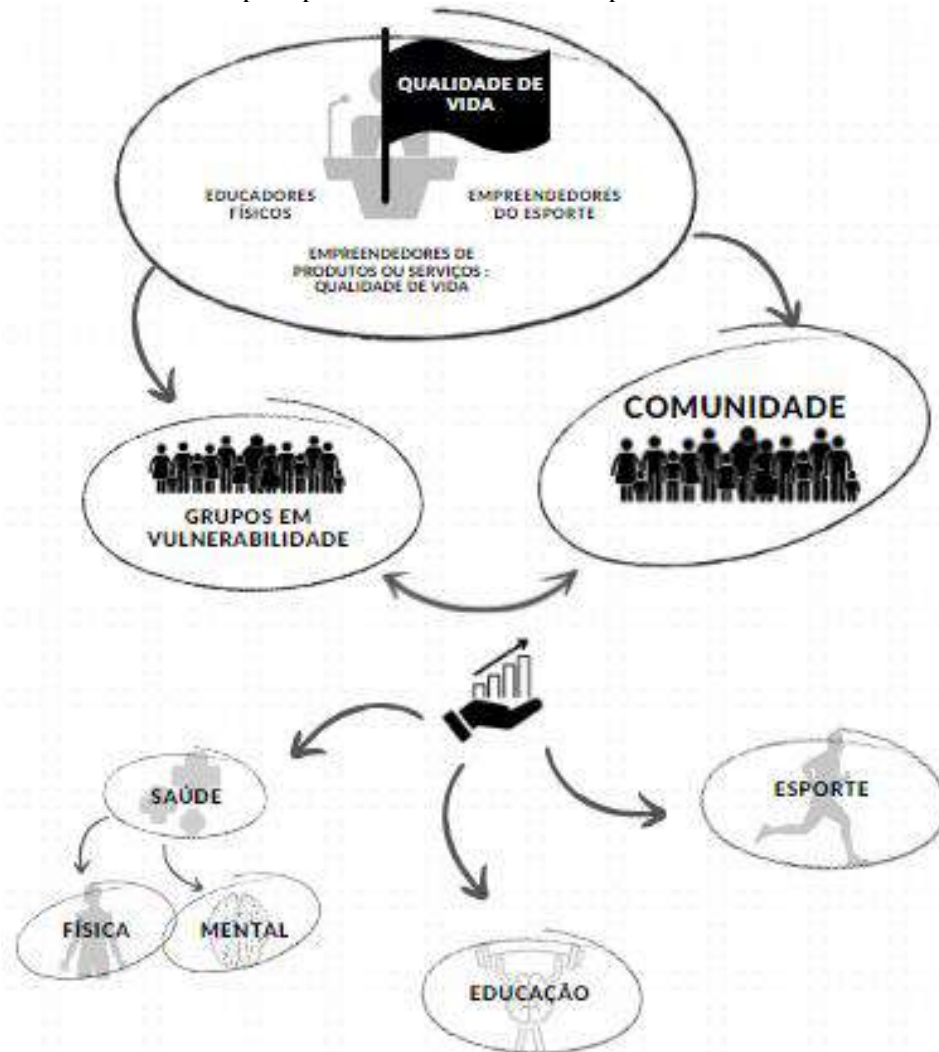 QUALIDADE DE
VIDA
EDUCADORES
FÍSICOS
EMPREENDEDORES
DO ESPORTE
EMPREENDEDORES DE
PRODUTOS OU SERVIÇOS :
QUALIDADE DE VIDA
COMUNIDADE
GRUPOS EM
VULNERABILIDADE
SAÚDE
ESPORTE
FÍSICA
MENTAL
EDUCAÇÃO